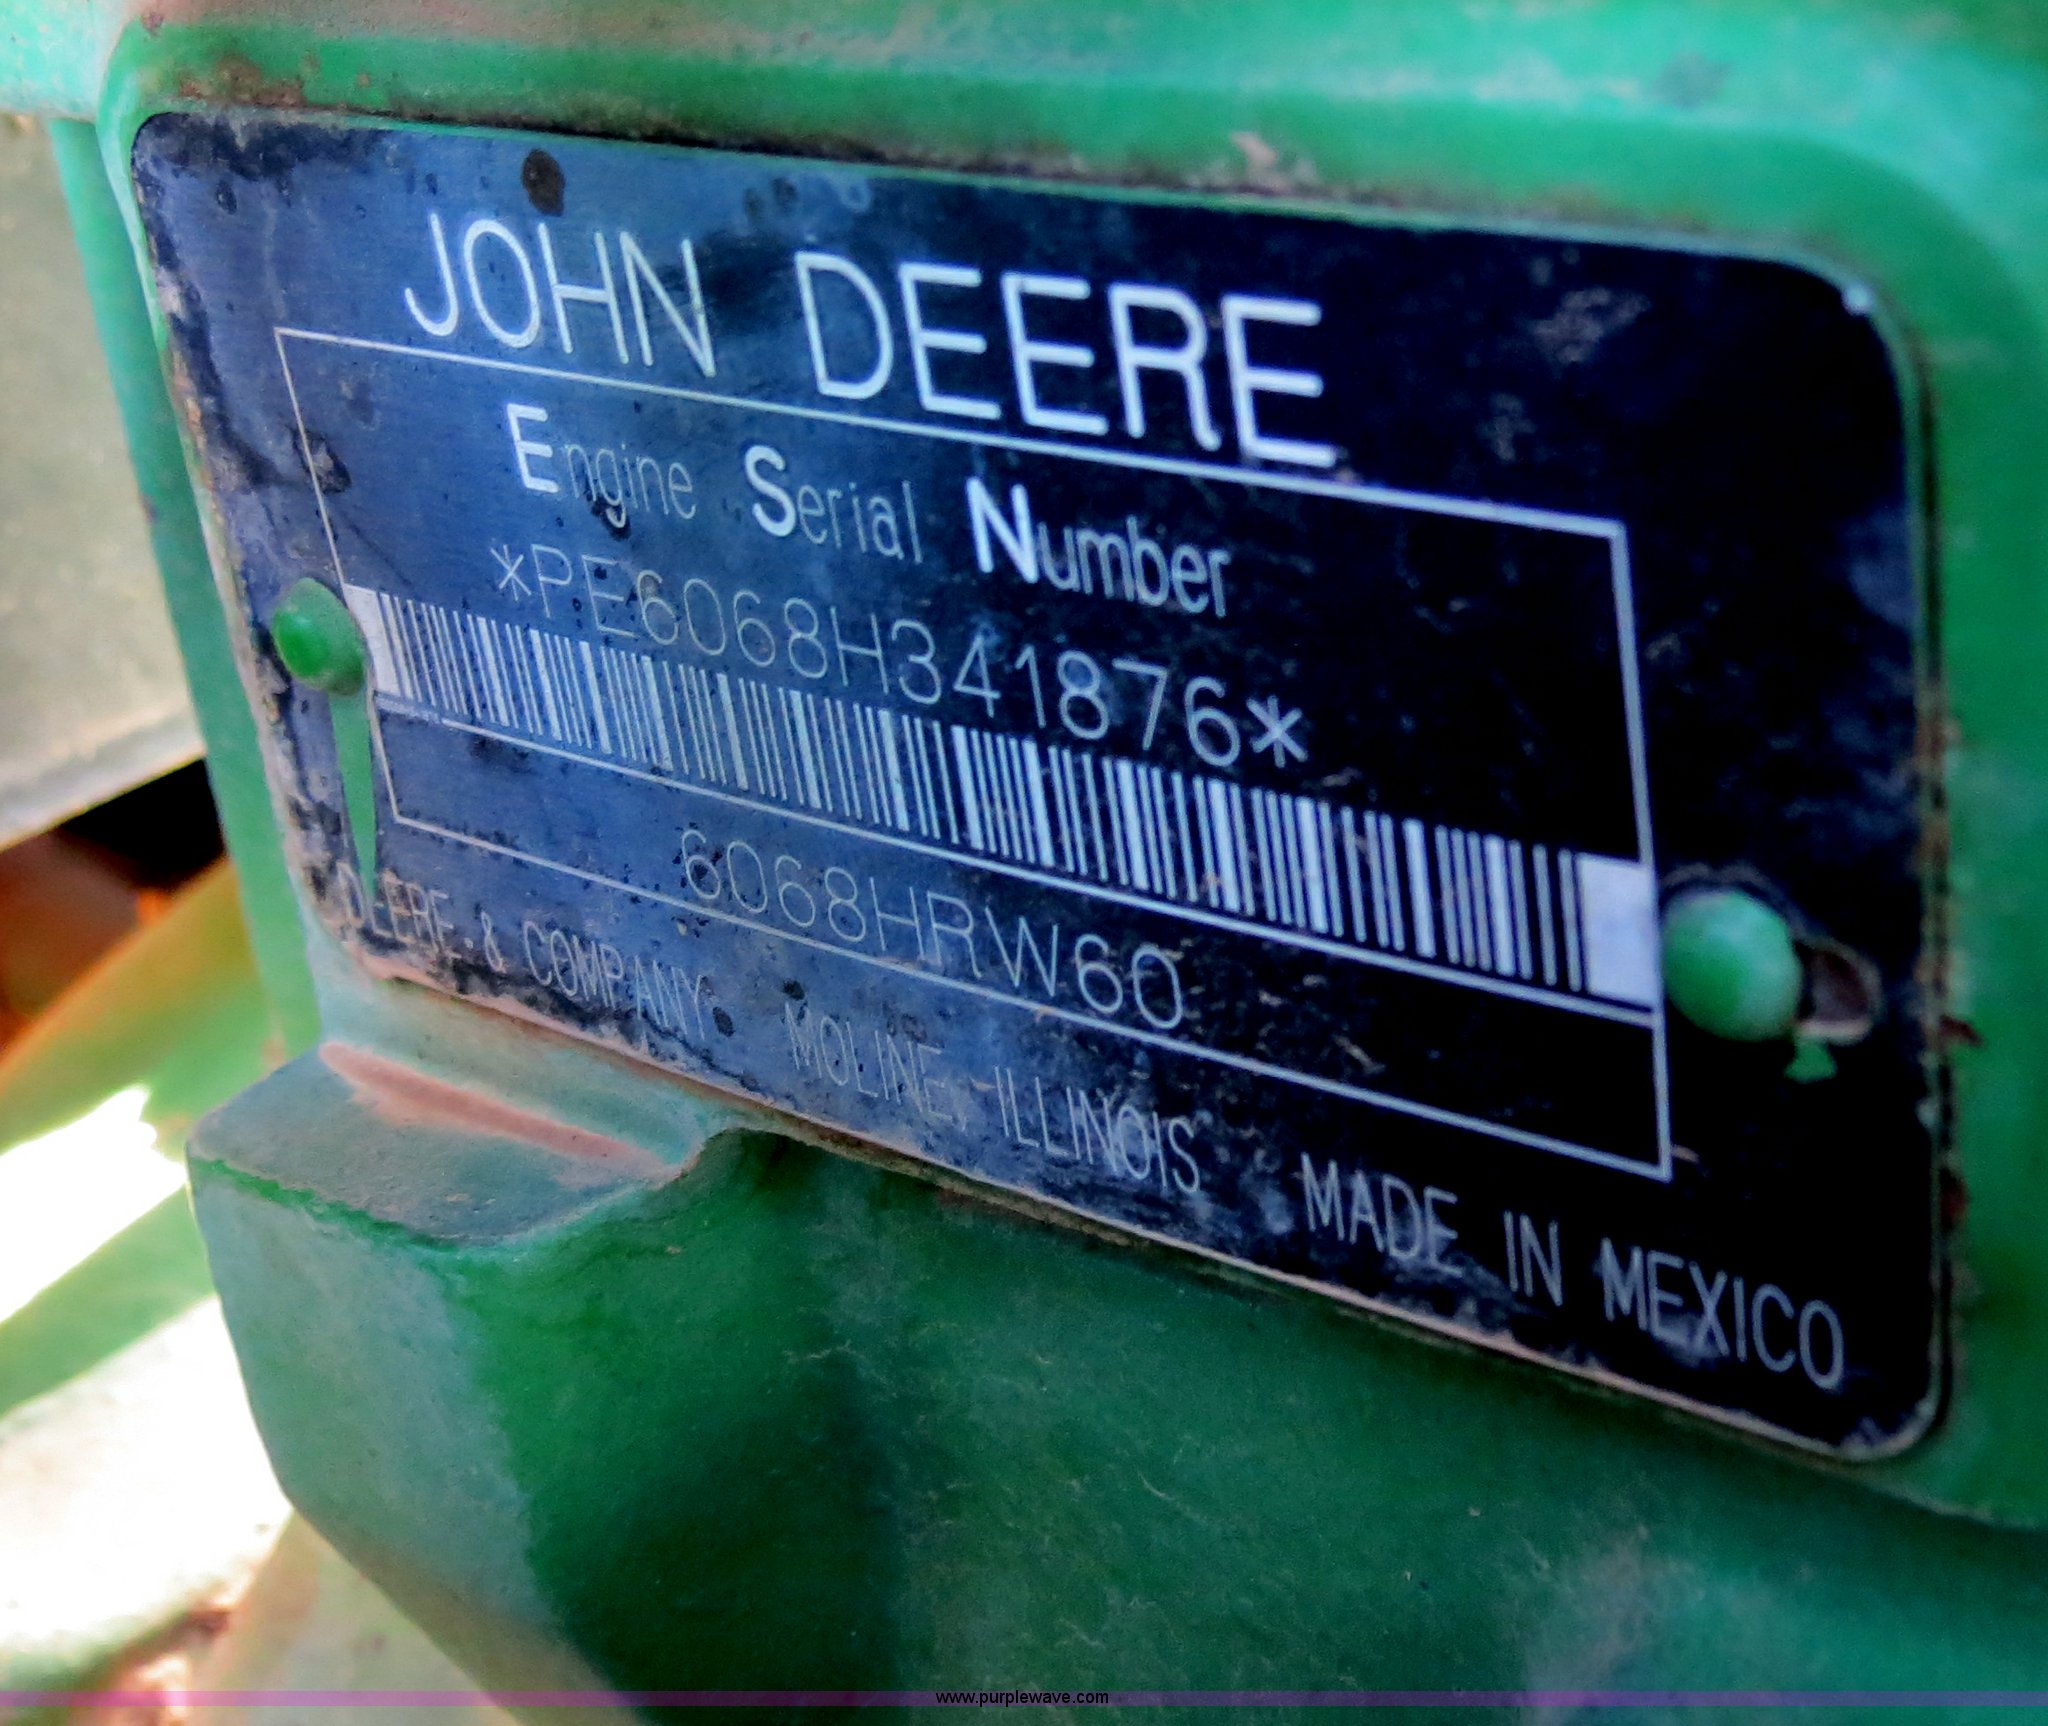 JOHN DEERE
Engine Serial Number
*PE6068H341876*
6068HRW60
DEERE & COMPANY MOLINE, ILLINOIS MADE IN MEXICO
www.purplewave.com